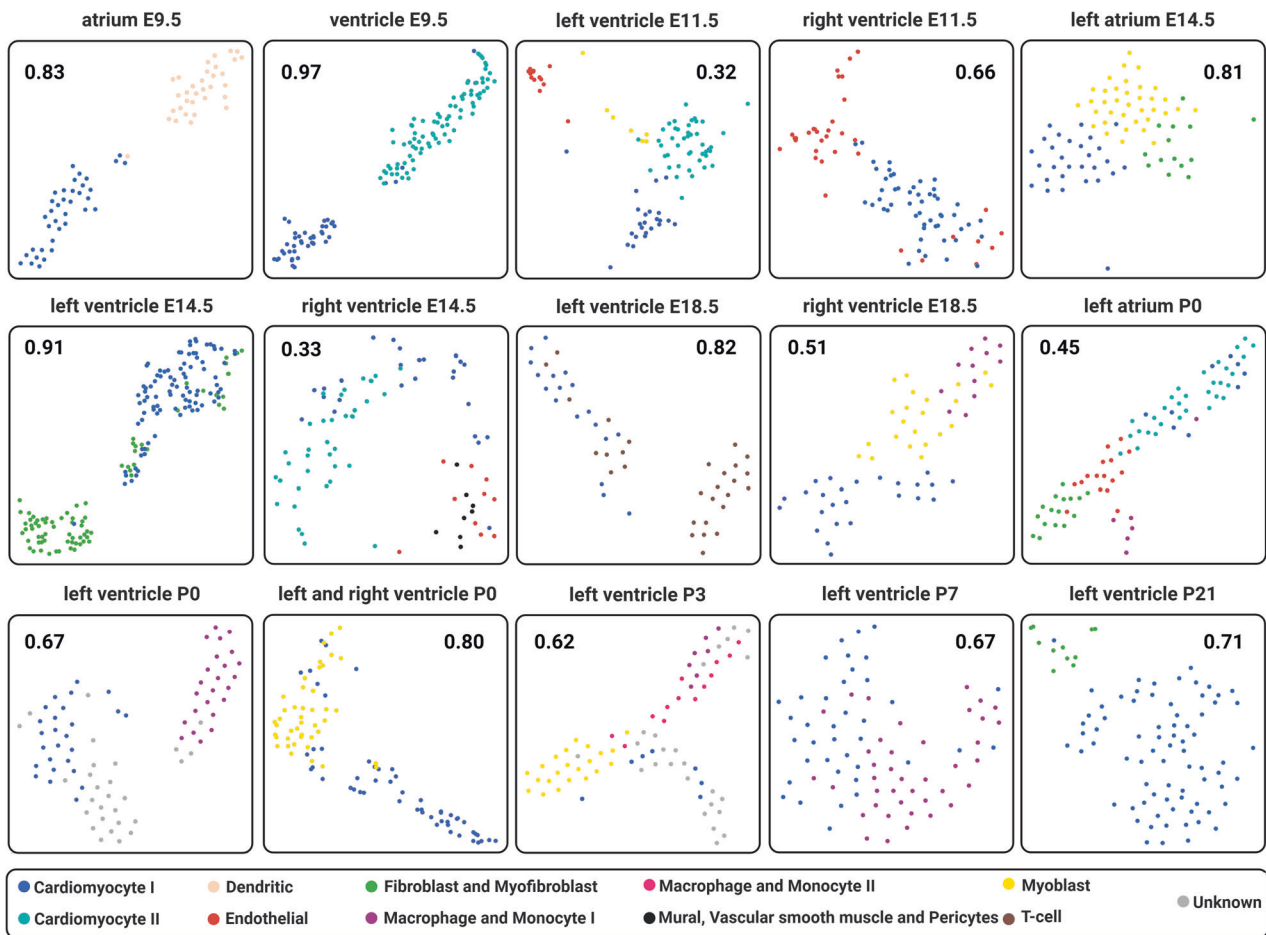 atrium E9.5
ventricle E9.5
left ventricle E11.5
right ventricle E11.5
left atrium E14.5
0.83
0.97
0.32
0.66
0.81
left ventricle E14.5
right ventricle E14.5
left ventricle E18.5
right ventricle E18.5
left atrium P0
0.91
0.33
0.82
0.51
0.45
left ventricle P0
left and right ventricle P0
left ventricle P3
left ventricle P7
left ventricle P21
0.67
0.80
0.62
0.67
0.71
Cardiomyocyte I
Dendritic
Fibroblast and Myofibroblast
Macrophage and Monocyte II
Myoblast
Unknown
Cardiomyocyte II
Endothelial
Macrophage and Monocyte I
Mural, Vascular smooth muscle and Pericytes
T-cell